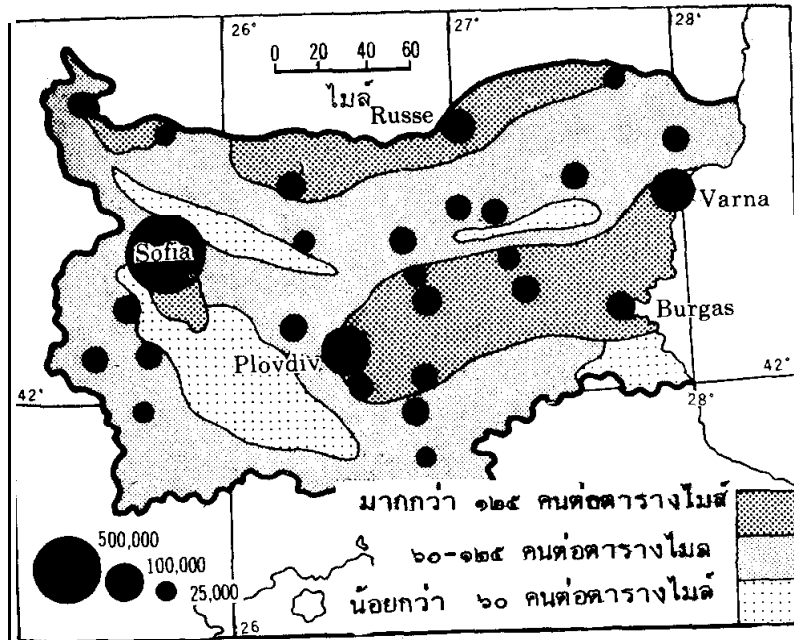 26°
27°
28°
0 20 40 60
ไมล์
Russe
Varna
Sofia
Burgas
Plovdiv
42°
42°
28°
500,000
100,000
25,000
26
มากกว่า ๑๒๕ คนต่อตารางไมล์
๖๐-๑๒๕ คนต่อตารางไมล
น้อยกว่า ๖๐ คนต่อตารางไมล์